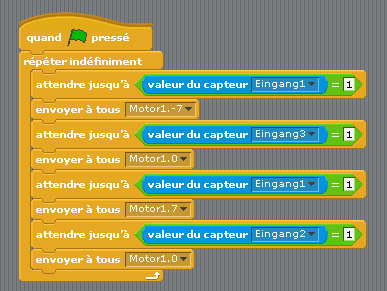 quand pressé
répéter indéfiniment
attendre jusqu'à valeur du capteur Eingang1 = 1
envoyer à tous Motor1.-7
attendre jusqu'à valeur du capteur Eingang3 = 1
envoyer à tous Motor1.0
attendre jusqu'à valeur du capteur Eingang1 = 1
envoyer à tous Motor1.7
attendre jusqu'à valeur du capteur Eingang2 = 1
envoyer à tous Motor1.0